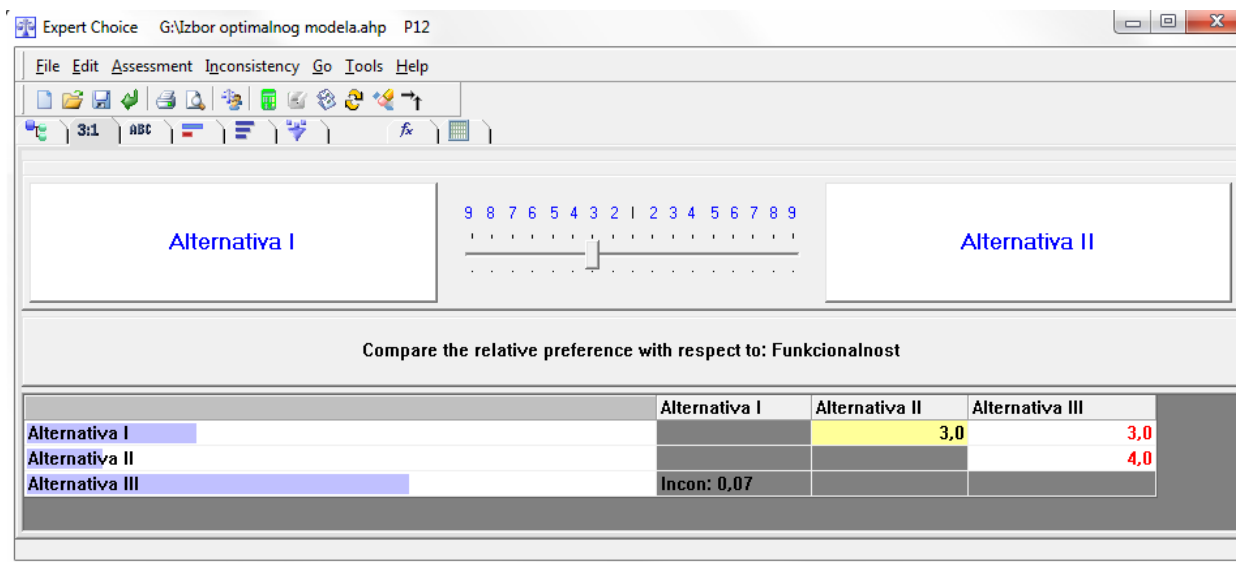 Expert Choice G:\Izbor optimalnog modela.ahp P12
File Edit Assessment Inconsistency Go Tools Help
3:1 ABC fx
9 8 7 6 5 4 3 2 1 2 3 4 5 6 7 8 9
Alternativa I Alternativa II
Compare the relative preference with respect to: Funkcionalnost
Alternativa I Alternativa II Alternativa III
Alternativa I 3,0 3,0
Alternativa II 4,0
Alternativa III Incon: 0,07